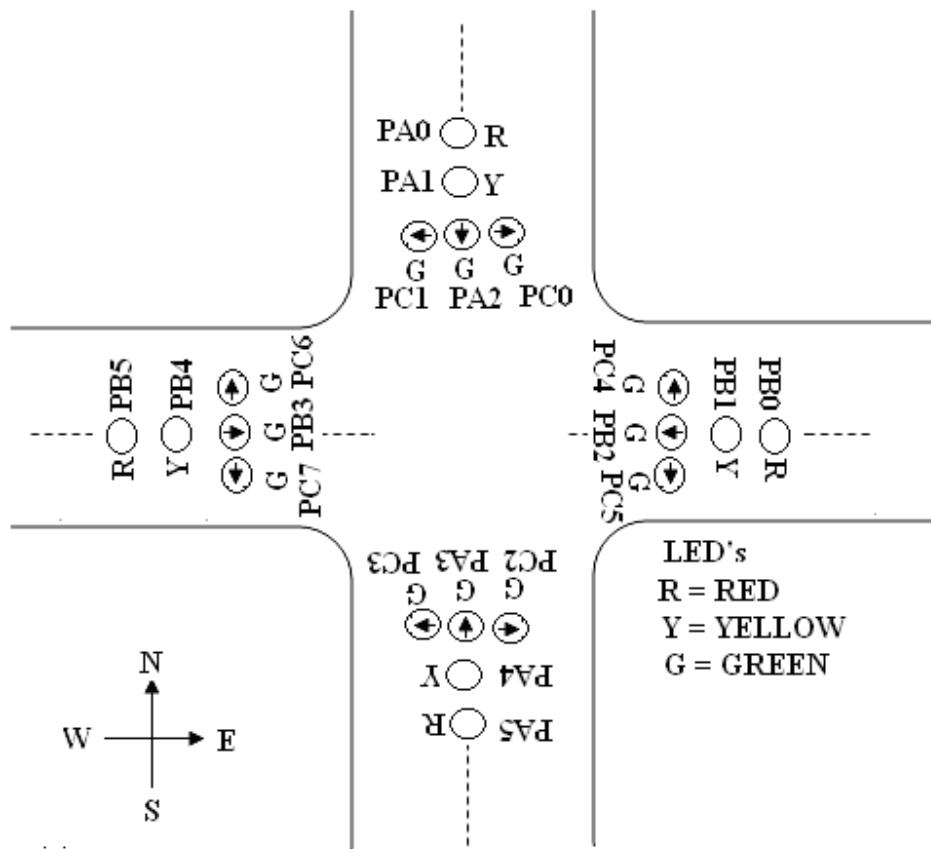 PA0 R
PA1 Y
G G G
PC1 PA2 PC0
PB5 R
PB4 Y
PC6 G
PB3 G
PC7 G
PC4 G
PB2 G
PC5 G
PB1 Y
PB0 R
PC3 PA3 PC2
G G G
Y PA4
R PA5
LED's
R = RED
Y = YELLOW
G = GREEN
N
W E
S